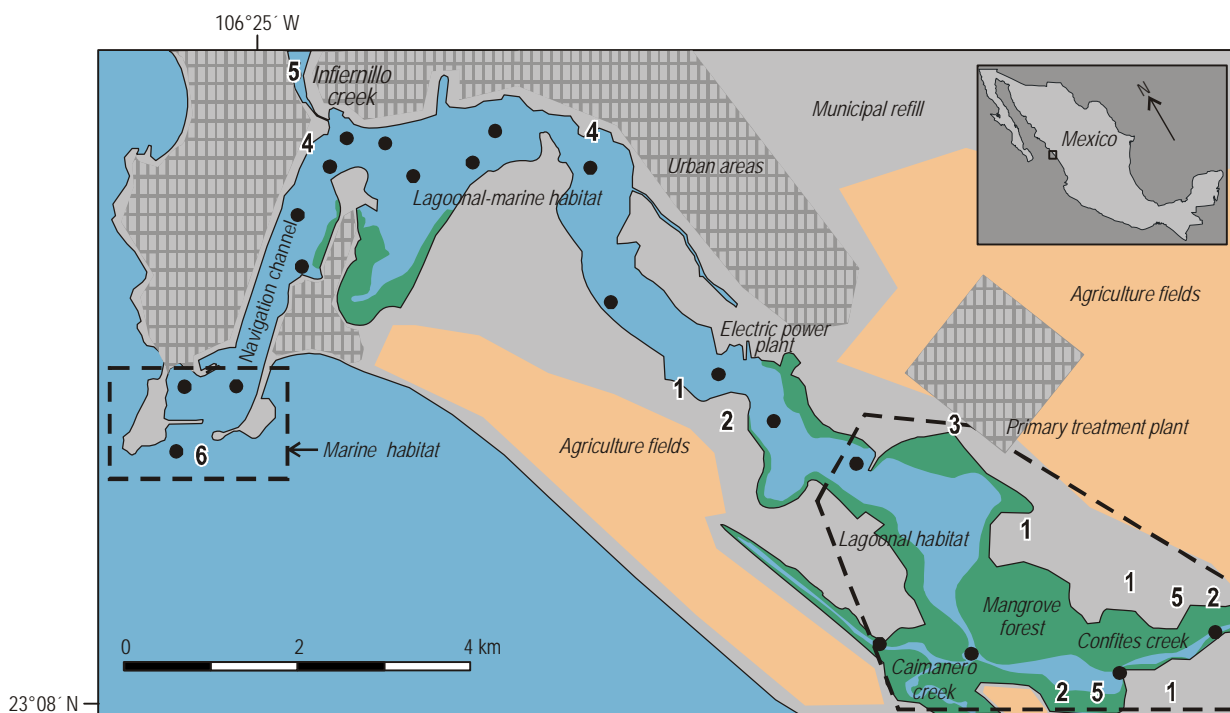 106°25´ W
5
Infiernillo
creek
4
4
Municipal refill
N
Mexico
Urban areas
Lagoonal-marine habitat
Navigation channel
Agriculture fields
Electric power
plant
1
2
3
Primary treatment plant
Agriculture fields
6
Marine habitat
Lagoonal habitat
1
1
5
2
Mangrove
forest
Confites creek
Caimanero
creek
2
5
1
0
2
4 km
23°08´ N